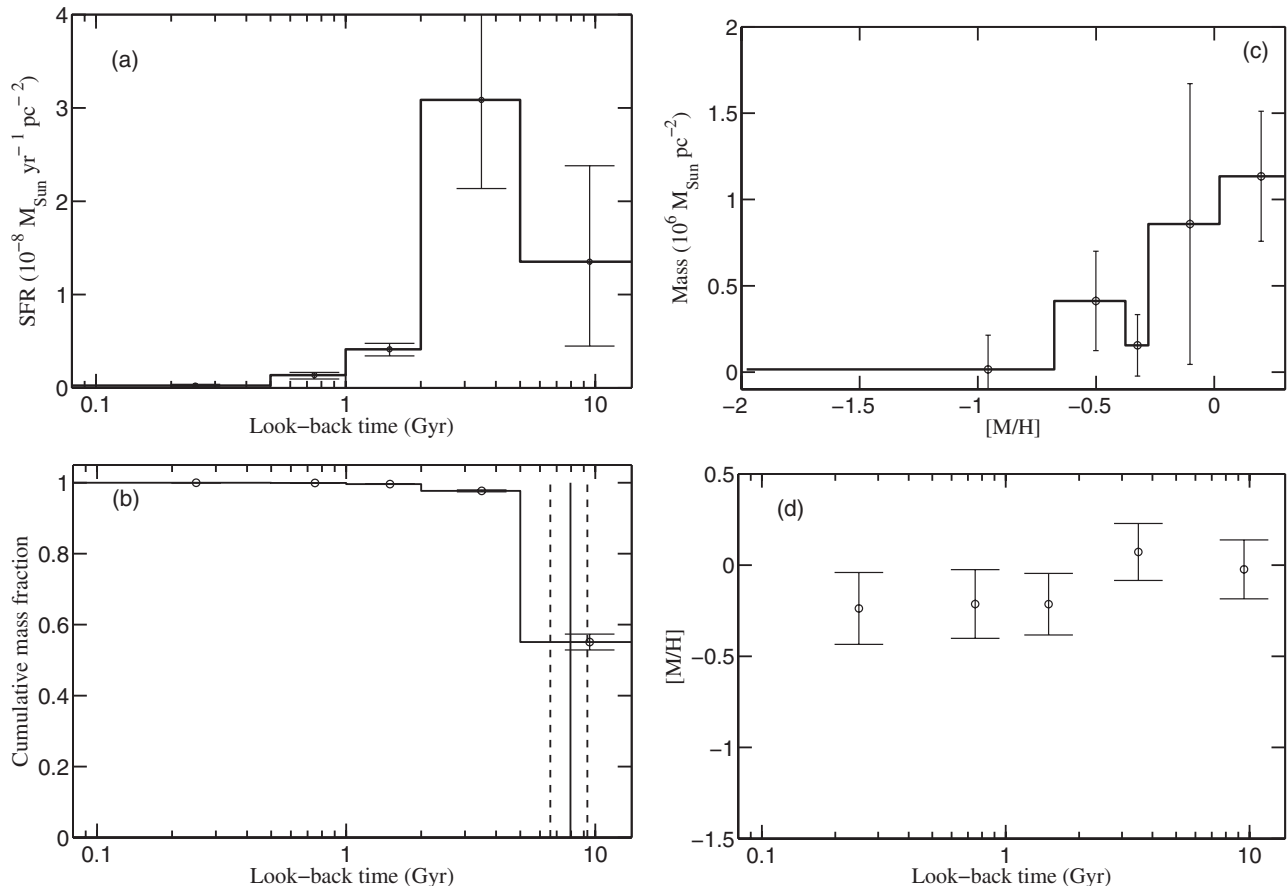 4
3
2
1
0
(a)
SFR (10⁻⁸ M_Sun yr⁻¹ pc⁻²)
0.1 1 10
Look−back time (Gyr)
2
1.5
1
0.5
0
(c)
Mass (10⁶ M_Sun pc⁻²)
−2 −1.5 −1 −0.5 0
[M/H]
1
0.8
0.6
0.4
0.2
0
(b)
Cumulative mass fraction
0.1 1 10
Look−back time (Gyr)
0.5
0
−0.5
−1
−1.5
(d)
[M/H]
0.1 1 10
Look−back time (Gyr)